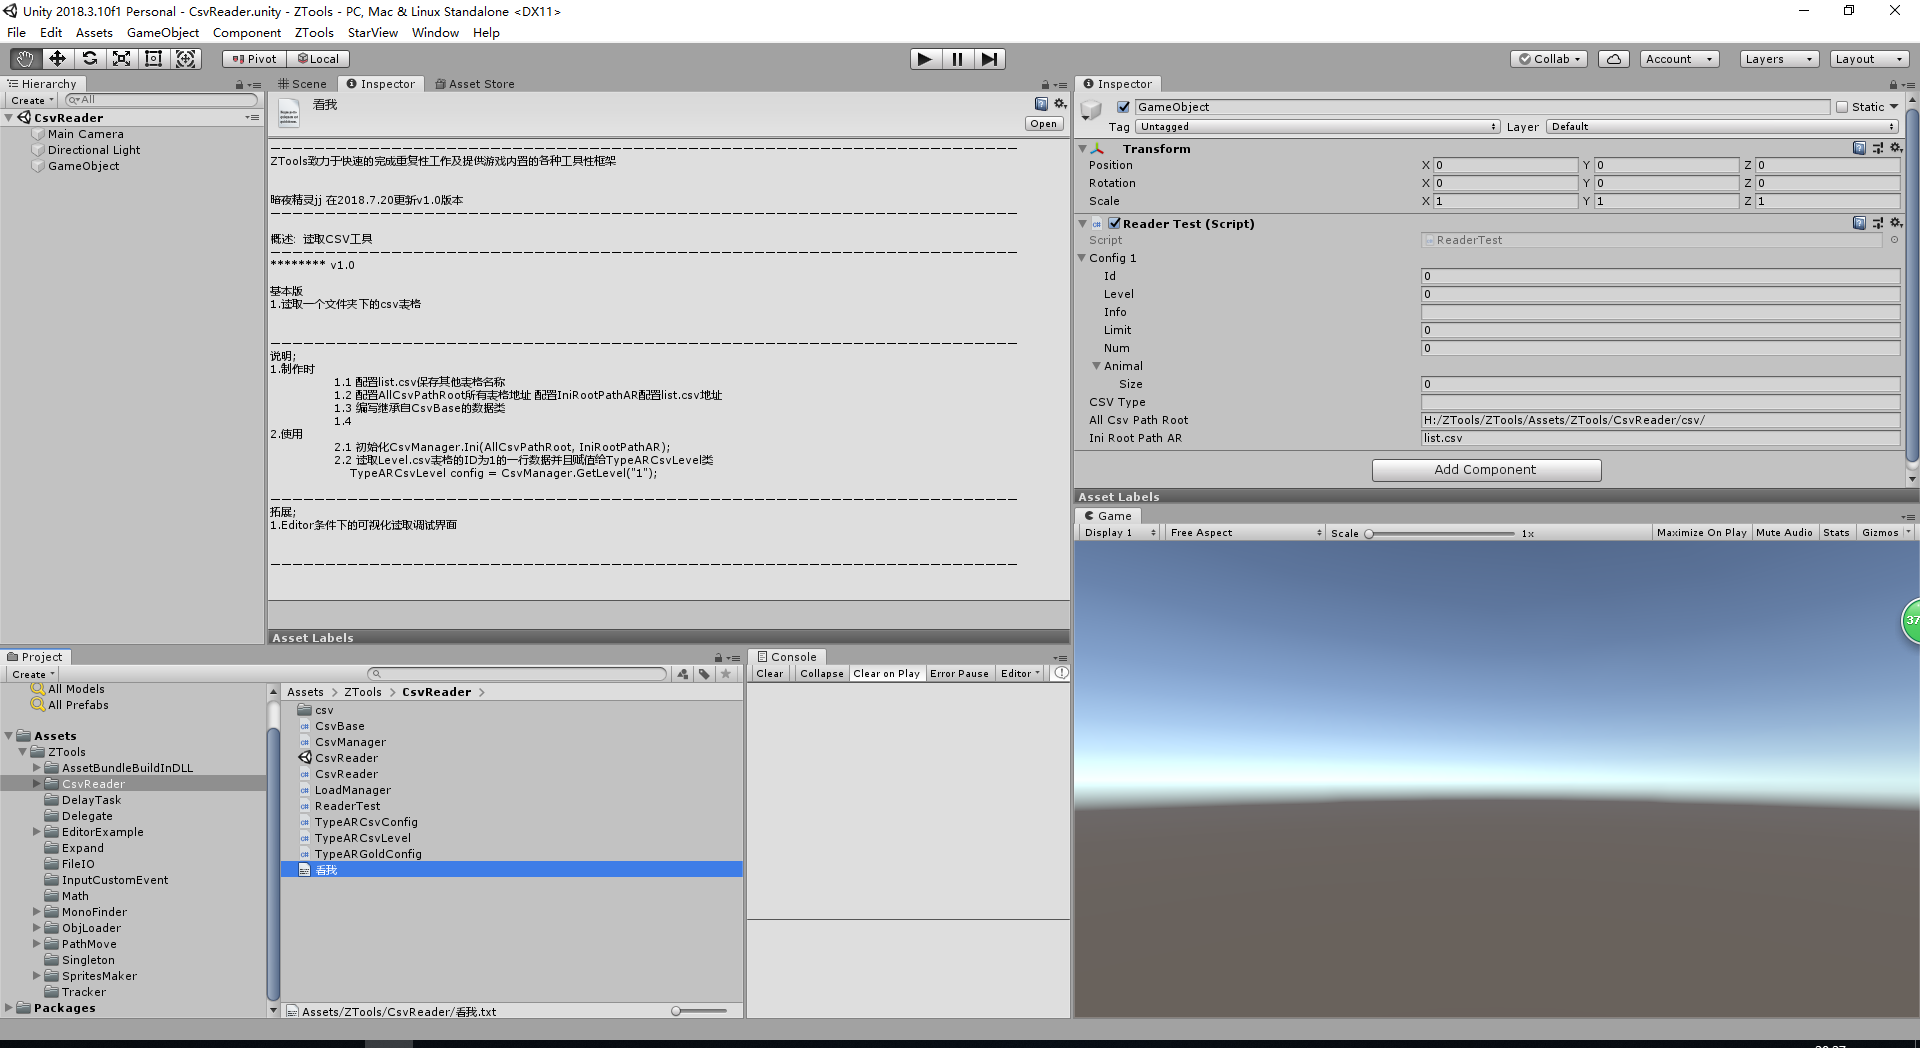 Unity 2018.3.10f1 Personal - CsvReader.unity - ZTools - PC, Mac & Linux Standalone <DX11>
File Edit Assets GameObject Component ZTools StarView Window Help
Pivot Local Collab Account Layers Layout
Hierarchy
Create All
CsvReader
Main Camera
Directional Light
GameObject
Scene Inspector Asset Store
看我
Open
ZTools致力于快速的完成重复性工作及提供游戏内置的各种工具性框架
暗夜精灵jj 在2018.7.20更新v1.0版本
概述: 读取CSV工具
******** v1.0
基本版
1.读取一个文件夹下的csv表格
说明;
1.制作时
1.1 配置list.csv保存其他表格名称
1.2 配置AllCsvPathRoot所有表格地址 配置IniRootPathAR配置list.csv地址
1.3 编写继承自CsvBase的数据类
1.4
2.使用
2.1 初始化CsvManager.Ini(AllCsvPathRoot, IniRootPathAR);
2.2 读取Level.csv表格的ID为1的一行数据并且赋值给TypeARCsvLevel类
TypeARCsvLevel config = CsvManager.GetLevel("1");
拓展;
1.Editor条件下的可视化读取调试界面
Asset Labels
Inspector
GameObject Static
Tag Untagged Layer Default
Transform
Position X 0 Y 0 Z 0
Rotation X 0 Y 0 Z 0
Scale X 1 Y 1 Z 1
Reader Test (Script)
Script ReaderTest
Config 1
Id 0
Level 0
Info
Limit 0
Num 0
Animal
Size 0
CSV Type
All Csv Path Root H:/ZTools/ZTools/Assets/ZTools/CsvReader/csv/
Ini Root Path AR list.csv
Add Component
Asset Labels
Game
Display 1 Free Aspect Scale 1x Maximize On Play Mute Audio Stats Gizmos
37
Project
Create
All Models
All Prefabs
Assets
ZTools
AssetBundleBuildInDLL
CsvReader
DelayTask
Delegate
EditorExample
Expand
FileIO
InputCustomEvent
Math
MonoFinder
ObjLoader
PathMove
Singleton
SpritesMaker
Tracker
Packages
Assets > ZTools > CsvReader >
csv
CsvBase
CsvManager
CsvReader
CsvReader
LoadManager
ReaderTest
TypeARCsvConfig
TypeARCsvLevel
TypeARGoldConfig
看我
Assets/ZTools/CsvReader/看我.txt
Console
Clear Collapse Clear on Play Error Pause Editor